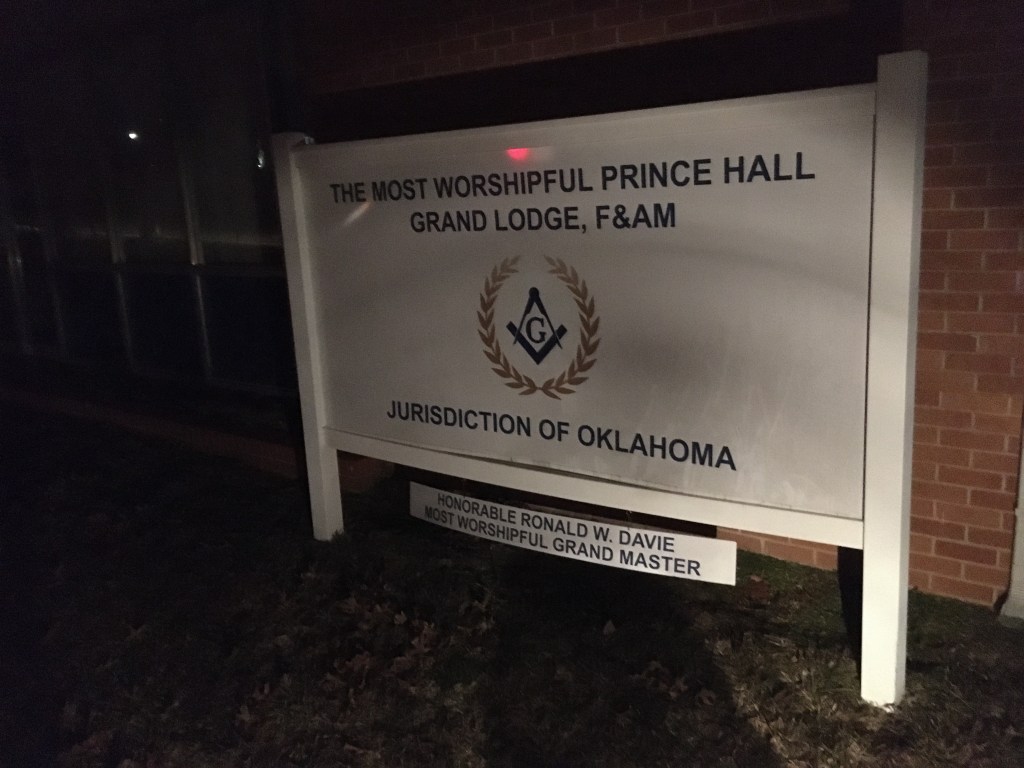 THE MOST WORSHIPFUL PRINCE HALL
GRAND LODGE, F&AM
G
JURISDICTION OF OKLAHOMA
HONORABLE RONALD W. DAVIE
MOST WORSHIPFUL GRAND MASTER